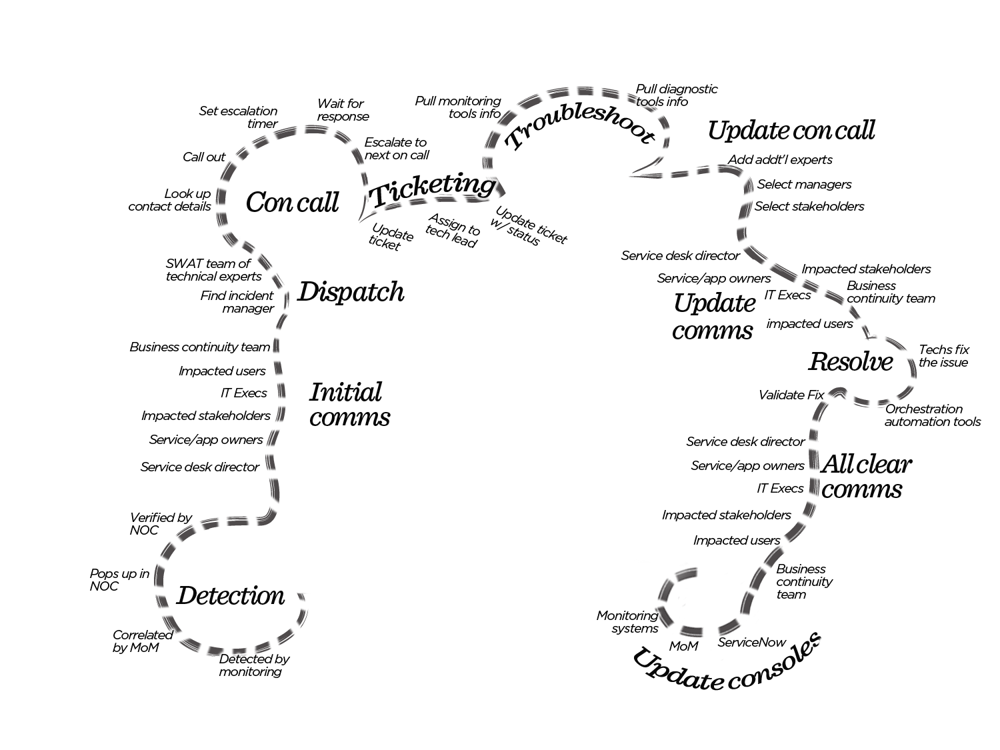 Detected by
monitoring
Correlated
by MoM
Detection
Pops up in
NOC
Verified by
NOC
Service desk director
Service/app owners
Impacted stakeholders
IT Execs
Impacted users
Business continuity team
Initial
comms
Find incident
manager
SWAT team of
technical experts
Dispatch
Look up
contact details
Call out
Set escalation
timer
Wait for
response
Escalate to
next on call
Con call
Ticketing
Update
ticket
Assign to
tech lead
Update ticket
w/ status
Pull monitoring
tools info
Troubleshoot
Pull diagnostic
tools info
Update con call
Add addt'l experts
Select managers
Select stakeholders
Service desk director
Service/app owners
Impacted stakeholders
IT Execs
Business
continuity team
impacted users
Update
comms
Resolve
Techs fix
the issue
Orchestration
automation tools
Validate Fix
Service desk director
Service/app owners
IT Execs
Impacted stakeholders
Impacted users
Business
continuity
team
All clear
comms
ServiceNow
MoM
Monitoring
systems
Update consoles